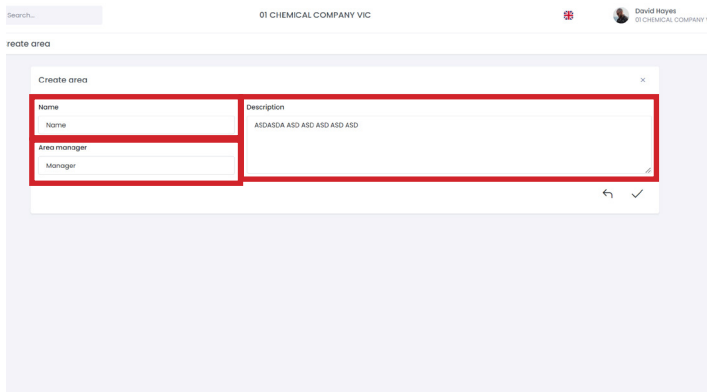 Search...
01 CHEMICAL COMPANY VIC
David Hayes
01 CHEMICAL COMPANY V
reate area
Create area
Name
Name
Area manager
Manager
Description
ASDASDA ASD ASD ASD ASD ASD